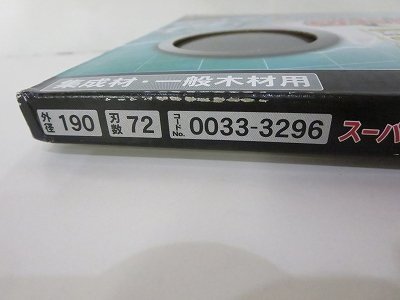 集成材・一般木材用
外径 190 刃数 72 コードNo. 0033-3296 スーパ